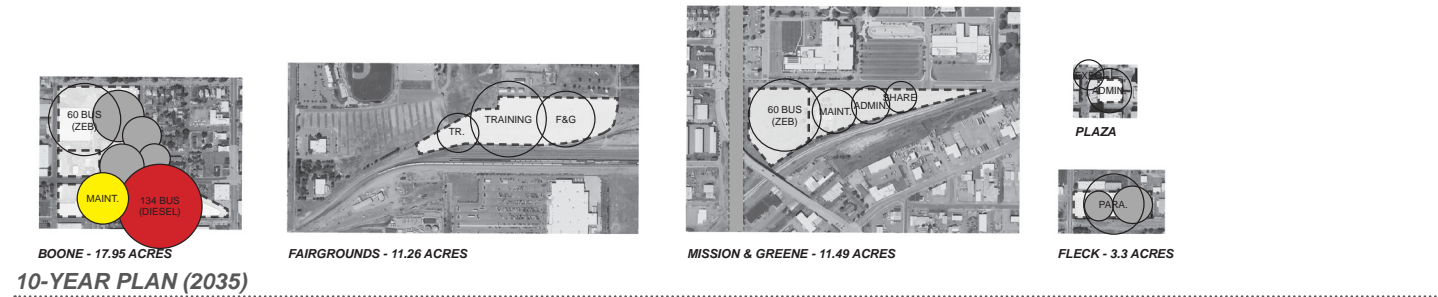 60 BUS
(ZEB)
MAINT.
134 BUS
(DIESEL)
BOONE - 17.95 ACRES
TR.
TRAINING
F&G
FAIRGROUNDS - 11.26 ACRES
60 BUS
(ZEB)
MAINT.
ADMIN.
SHARE
SCC
MISSION & GREENE - 11.49 ACRES
ADMIN.
PLAZA
PARA.
FLECK - 3.3 ACRES
10-YEAR PLAN (2035)